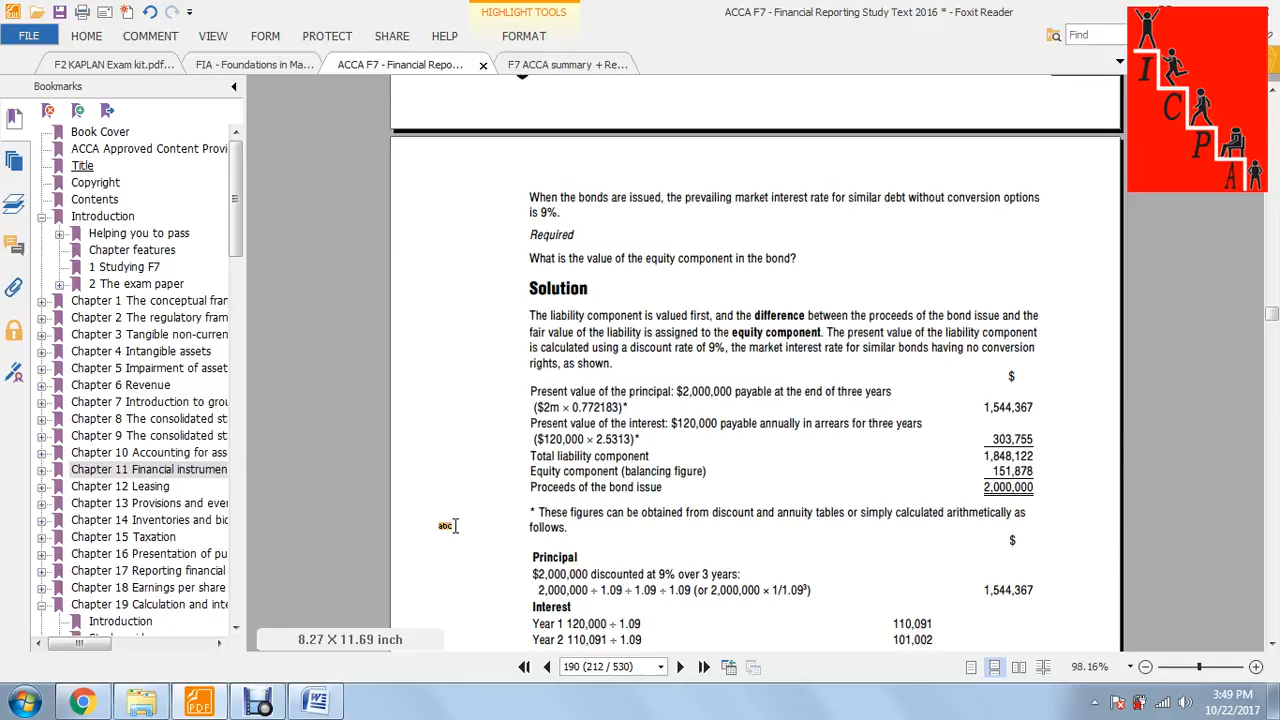 HIGHLIGHT TOOLS
ACCA F7 - Financial Reporting Study Text 2016 * - Foxit Reader
FILE HOME COMMENT VIEW FORM PROTECT SHARE HELP FORMAT
Find
F2 KAPLAN Exam kit.pdf...
FIA - Foundations in Ma...
ACCA F7 - Financial Repo...
F7 ACCA summary + Re...
I
C
P
A
Bookmarks
Book Cover
ACCA Approved Content Provi
Title
Copyright
Contents
Introduction
Helping you to pass
Chapter features
1 Studying F7
2 The exam paper
Chapter 1 The conceptual fran
Chapter 2 The regulatory fram
Chapter 3 Tangible non-curren
Chapter 4 Intangible assets
Chapter 5 Impairment of asset
Chapter 6 Revenue
Chapter 7 Introduction to grou
Chapter 8 The consolidated sta
Chapter 9 The consolidated sta
Chapter 10 Accounting for asso
Chapter 11 Financial instrumen
Chapter 12 Leasing
Chapter 13 Provisions and even
Chapter 14 Inventories and bio
Chapter 15 Taxation
Chapter 16 Presentation of pu
Chapter 17 Reporting financial
Chapter 18 Earnings per share
Chapter 19 Calculation and inte
Introduction
When the bonds are issued, the prevailing market interest rate for similar debt without conversion options
is 9%.
Required
What is the value of the equity component in the bond?
Solution
The liability component is valued first, and the difference between the proceeds of the bond issue and the
fair value of the liability is assigned to the equity component. The present value of the liability component
is calculated using a discount rate of 9%, the market interest rate for similar bonds having no conversion
rights, as shown.
$
Present value of the principal: $2,000,000 payable at the end of three years
($2m × 0.772183)* 1,544,367
Present value of the interest: $120,000 payable annually in arrears for three years
($120,000 × 2.5313)* 303,755
Total liability component 1,848,122
Equity component (balancing figure) 151,878
Proceeds of the bond issue 2,000,000
* These figures can be obtained from discount and annuity tables or simply calculated arithmetically as
follows.
abc
$
Principal
$2,000,000 discounted at 9% over 3 years:
2,000,000 ÷ 1.09 ÷ 1.09 ÷ 1.09 (or 2,000,000 × 1/1.09³) 1,544,367
Interest
Year 1 120,000 ÷ 1.09 110,091
Year 2 110,091 ÷ 1.09 101,002
8.27 X 11.69 inch
190 (212 / 530)
98.16%
PDF
3:49 PM
10/22/2017